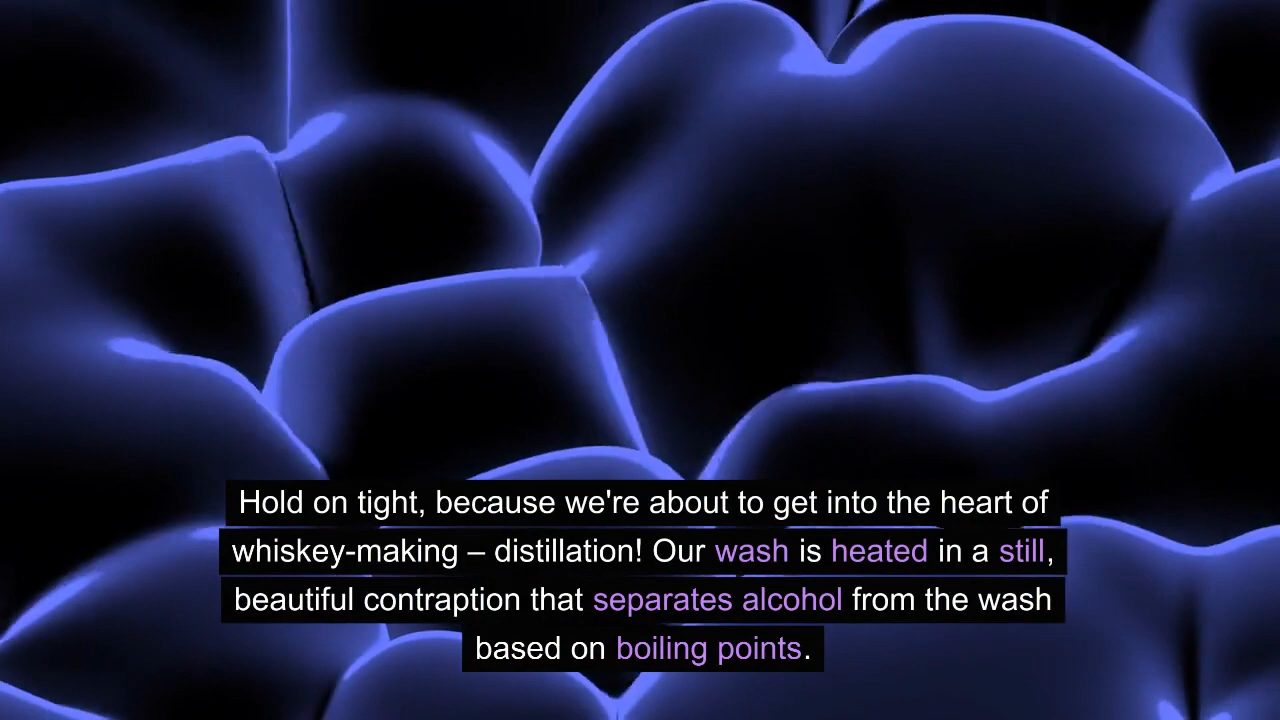 Hold on tight, because we're about to get into the heart of
whiskey-making – distillation! Our wash is heated in a still,
beautiful contraption that separates alcohol from the wash
based on boiling points.